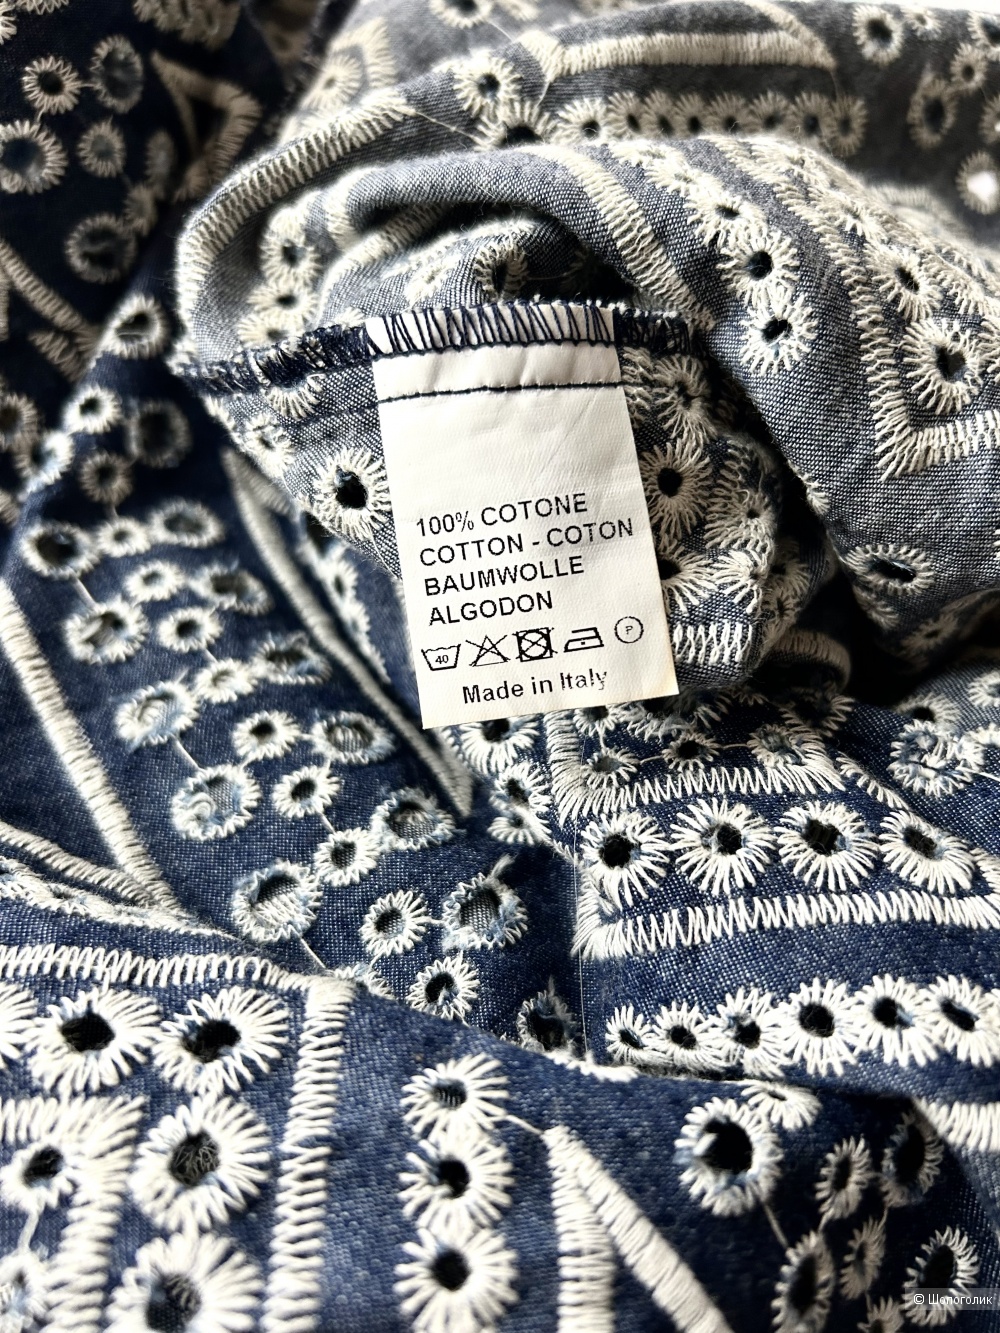 100% COTONE
COTTON - COTON
BAUMWOLLE
ALGODON
40
P
Made in Italy
© Шопоголик